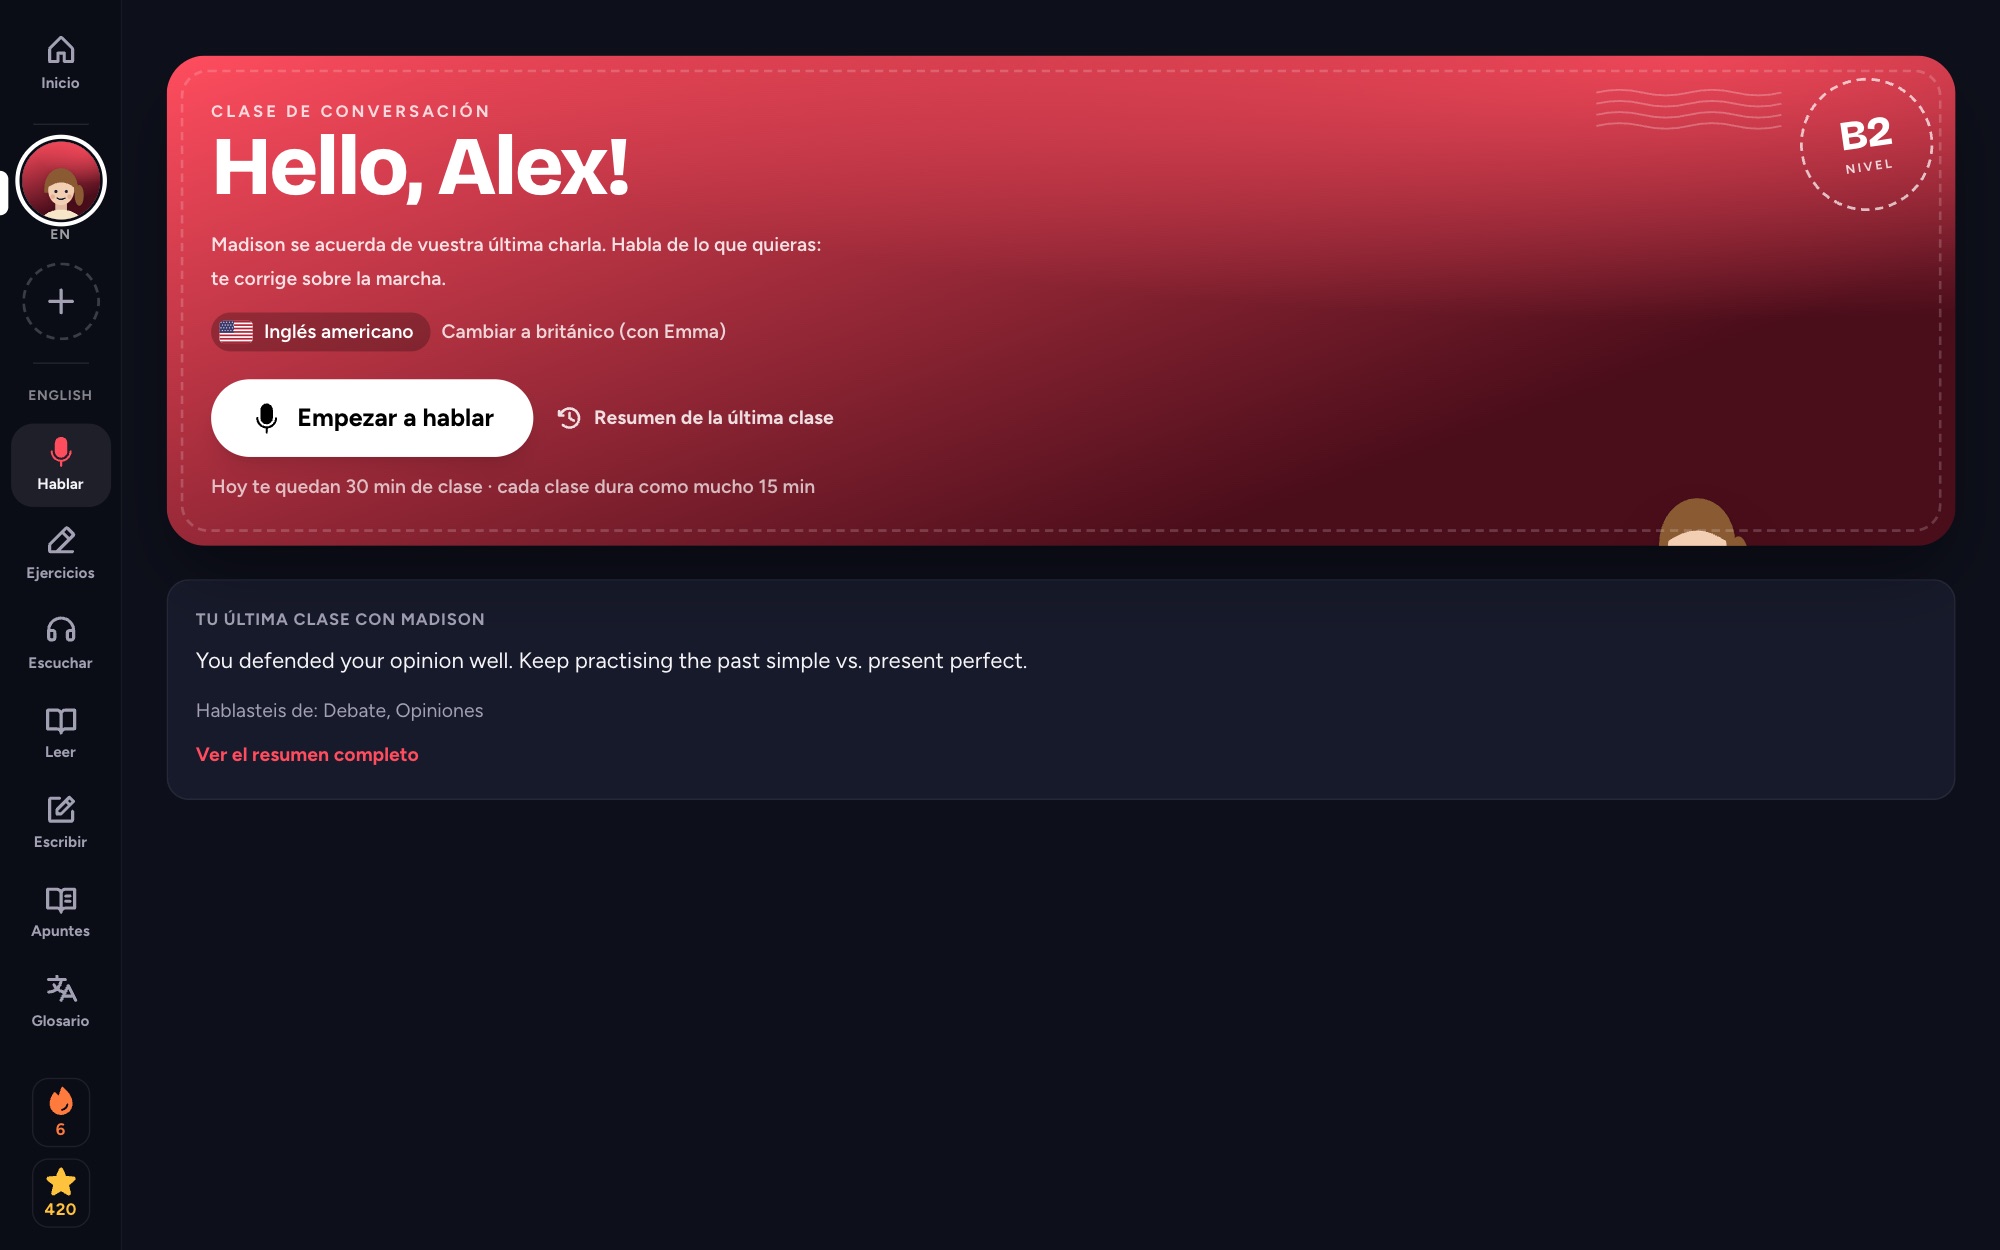 Inicio
EN
ENGLISH
Hablar
Ejercicios
Escuchar
Leer
Escribir
Apuntes
Glosario
6
420
CLASE DE CONVERSACIÓN
Hello, Alex!
Madison se acuerda de vuestra última charla. Habla de lo que quieras:
te corrige sobre la marcha.
Inglés americano
Cambiar a británico (con Emma)
Empezar a hablar
Resumen de la última clase
Hoy te quedan 30 min de clase · cada clase dura como mucho 15 min
B2
NIVEL
TU ÚLTIMA CLASE CON MADISON
You defended your opinion well. Keep practising the past simple vs. present perfect.
Hablasteis de: Debate, Opiniones
Ver el resumen completo